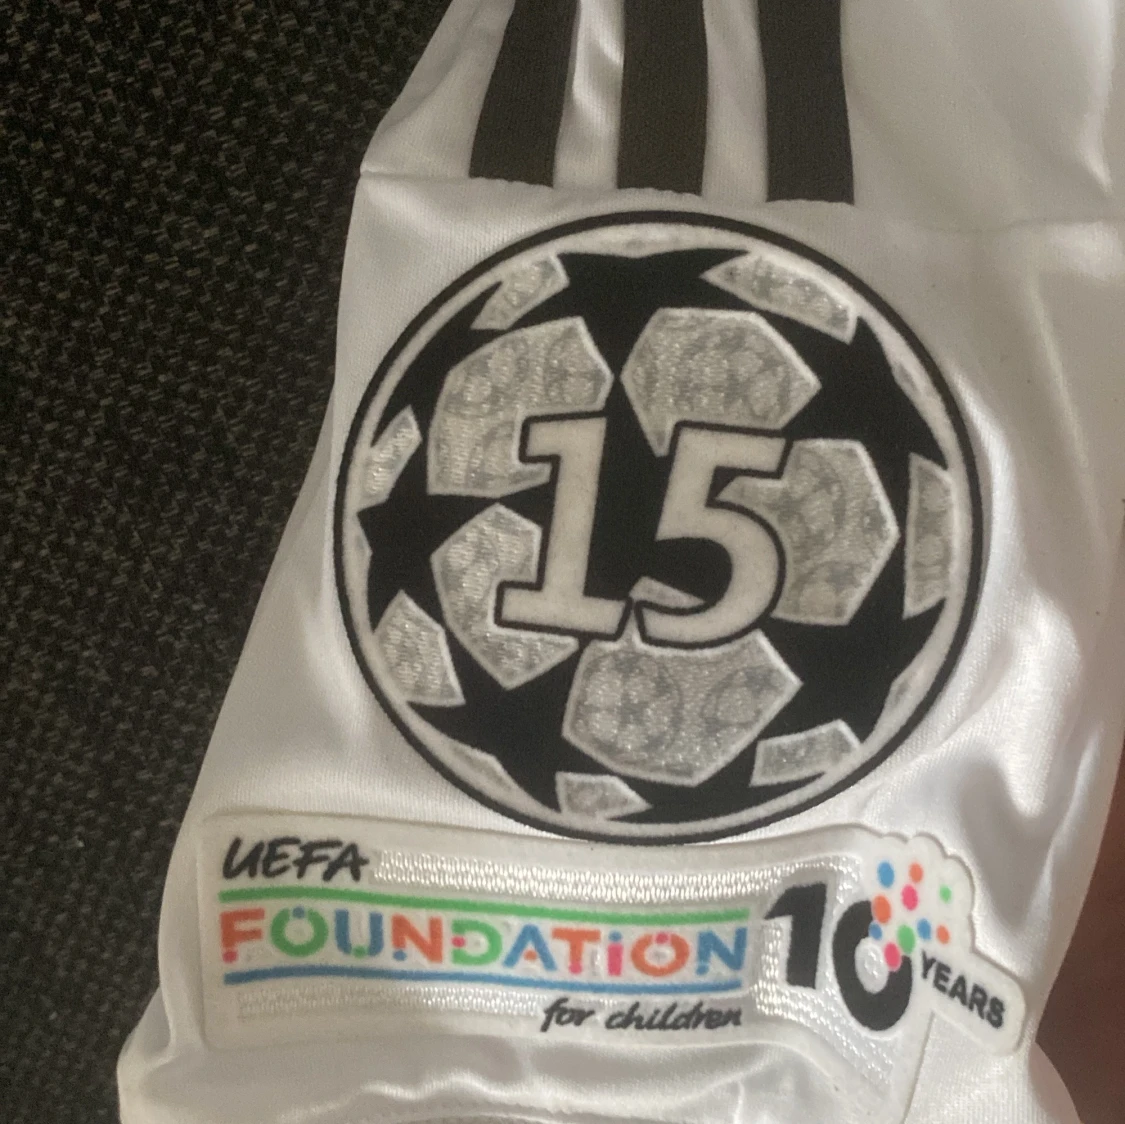 15
UEFA
FOUNDATION
for children
10
YEARS